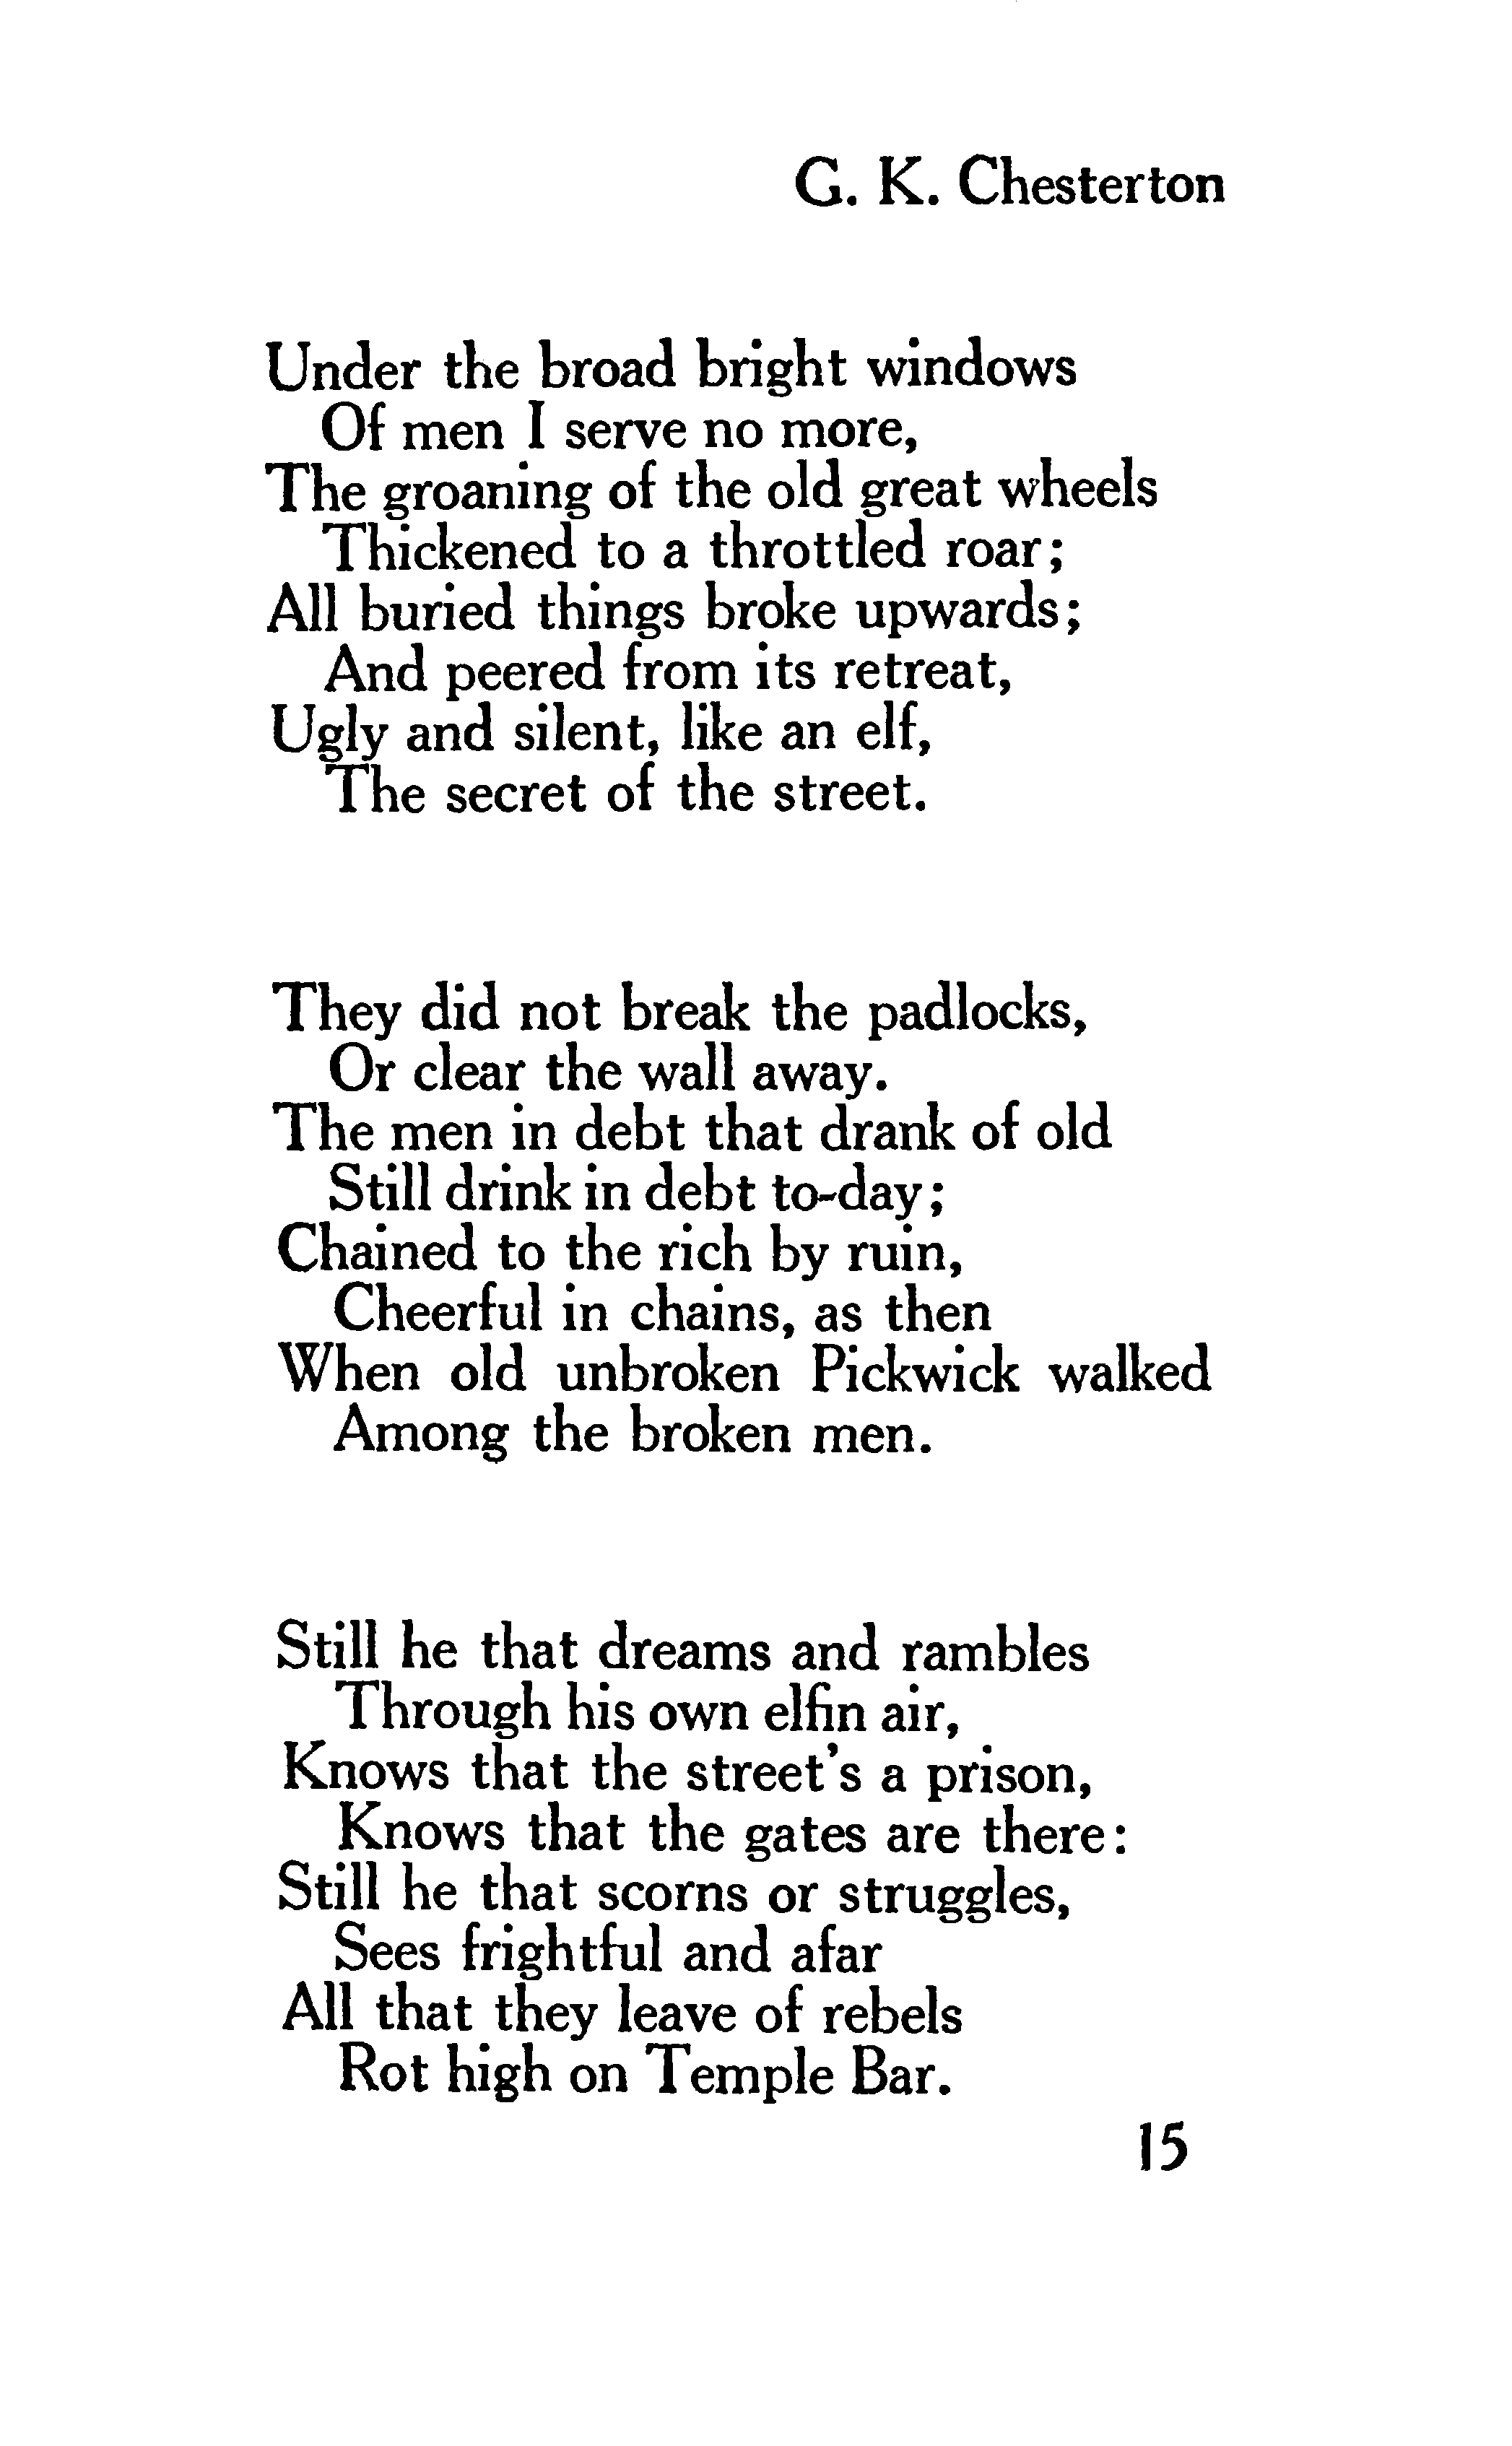 G. K. Chesterton
Under the broad bright windows
Of men I serve no more,
The groaning of the old great wheels
Thickened to a throttled roar;
All buried things broke upwards;
And peered from its retreat,
Ugly and silent, like an elf,
The secret of the street.
They did not break the padlocks,
Or clear the wall away.
The men in debt that drank of old
Still drink in debt to-day;
Chained to the rich by ruin,
Cheerful in chains, as then
When old unbroken Pickwick walked
Among the broken men.
Still he that dreams and rambles
Through his own elfin air,
Knows that the street's a prison,
Knows that the gates are there:
Still he that scorns or struggles,
Sees frightful and afar
All that they leave of rebels
Rot high on Temple Bar.
15